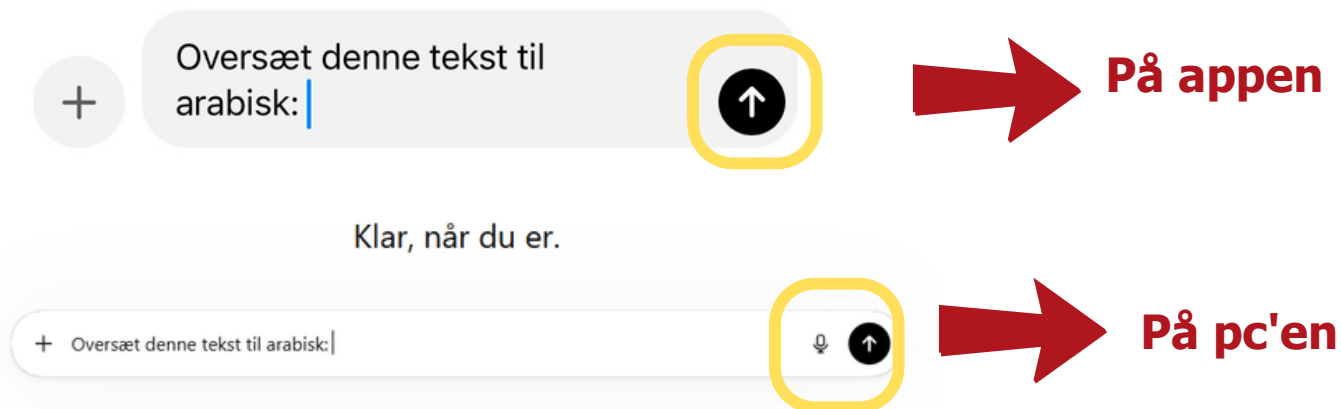 Oversæt denne tekst til
arabisk:
På appen
Klar, når du er.
Oversæt denne tekst til arabisk:
På pc'en